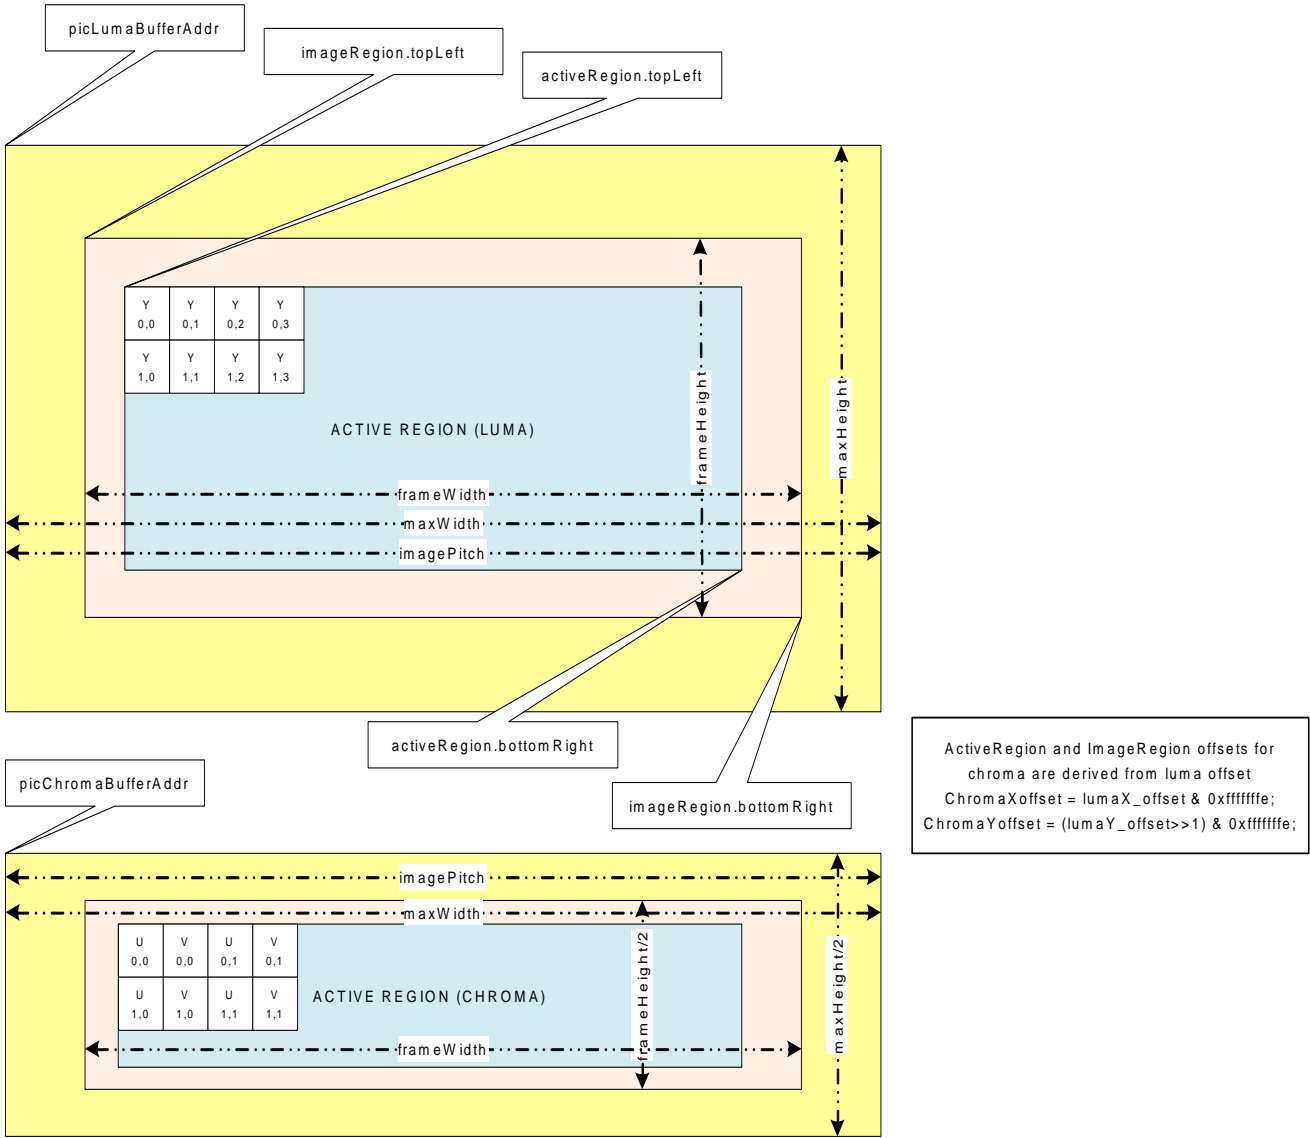 picLumaBufferAddr
imageRegion.topLeft
activeRegion.topLeft
Y Y Y Y
0,0 0,1 0,2 0,3
Y Y Y Y
1,0 1,1 1,2 1,3
ACTIVE REGION (LUMA)
frameHeight
maxHeight
frameWidth
maxWidth
imagePitch
activeRegion.bottomRight
imageRegion.bottomRight
ActiveRegion and ImageRegion offsets for
chroma are derived from luma offset
ChromaXoffset = lumaX_offset & 0xfffffffe;
ChromaYoffset = (lumaY_offset>>1) & 0xfffffffe;
picChromaBufferAddr
imagePitch
maxWidth
U V U V
0,0 0,0 0,1 0,1
U V U V
1,0 1,0 1,1 1,1
ACTIVE REGION (CHROMA)
frameHeight/2
maxHeight/2
frameWidth